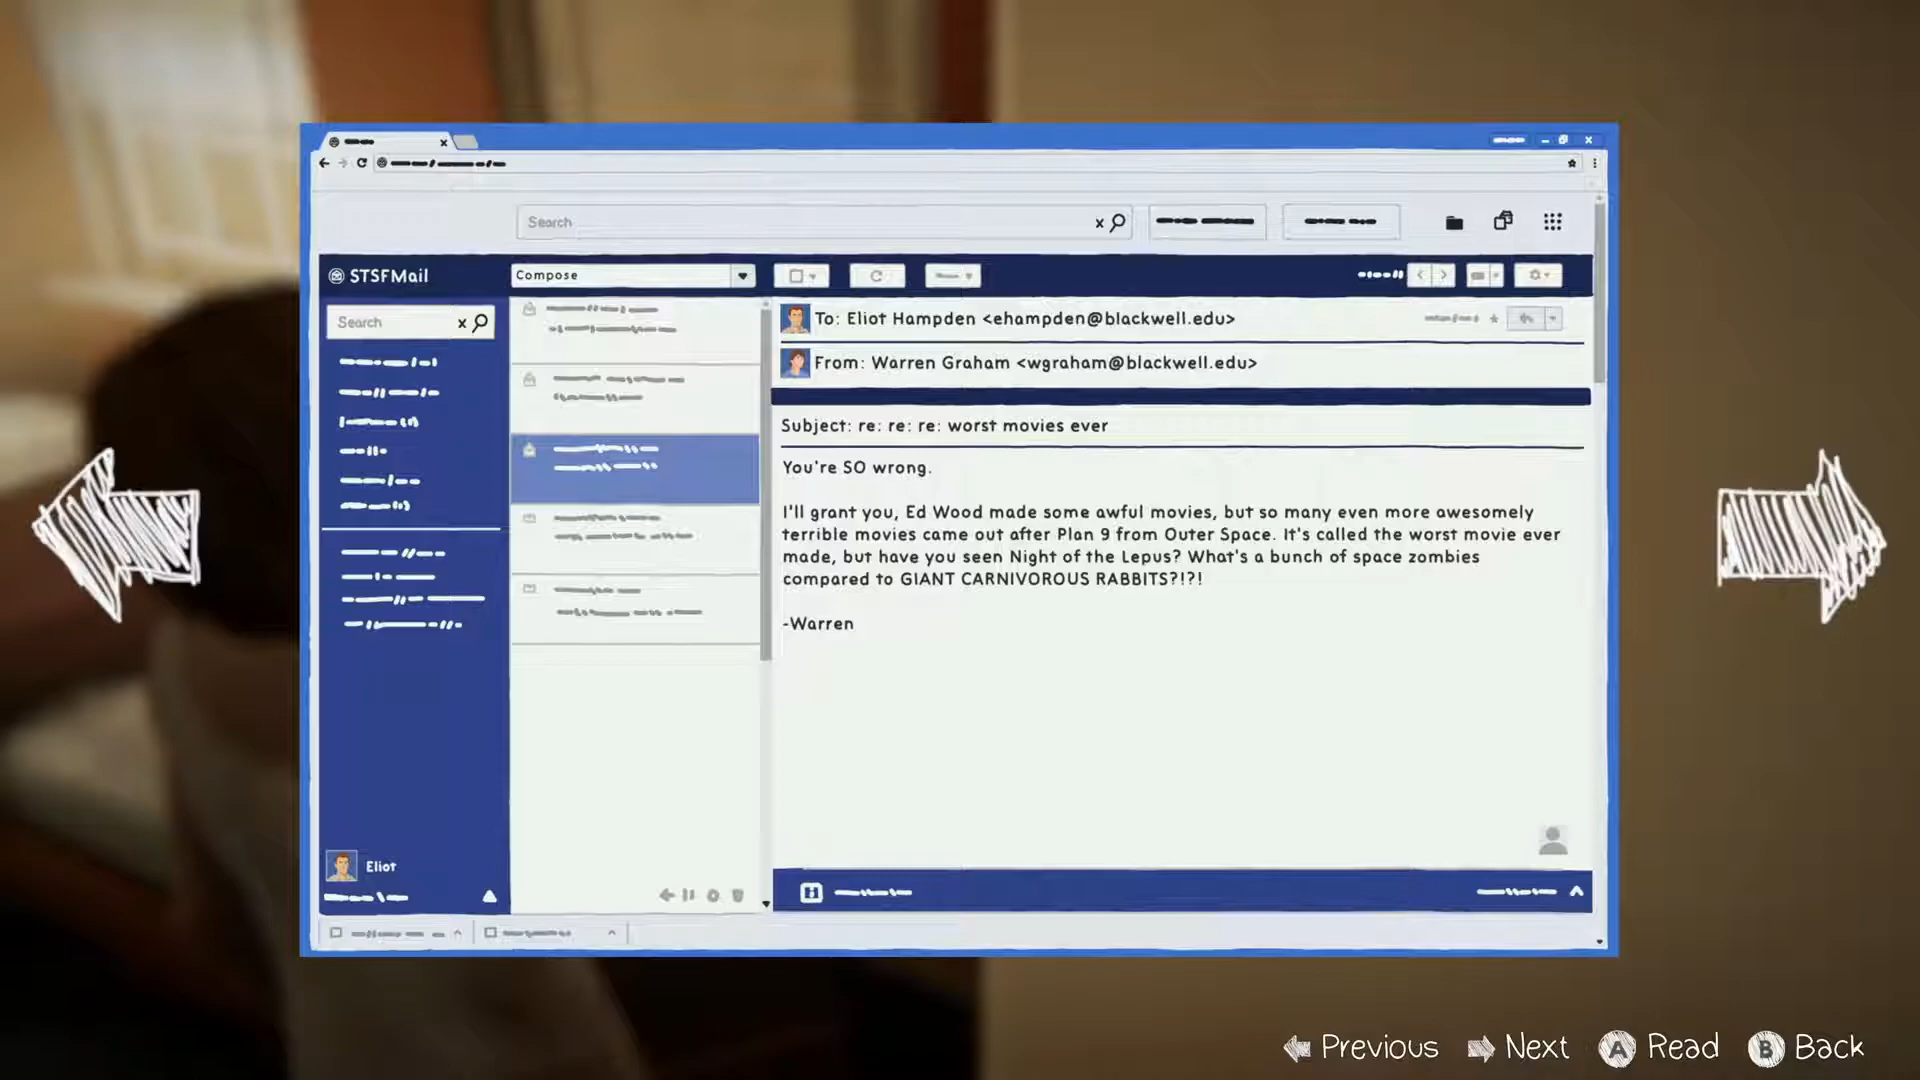 Search
STSFMail
Compose
Search
To: Eliot Hampden <ehampden@blackwell.edu>
From: Warren Graham <wgraham@blackwell.edu>
Subject: re: re: re: worst movies ever
You're SO wrong.
I'll grant you, Ed Wood made some awful movies, but so many even more awesomely
terrible movies came out after Plan 9 from Outer Space. It's called the worst movie ever
made, but have you seen Night of the Lepus? What's a bunch of space zombies
compared to GIANT CARNIVOROUS RABBITS?!?!
-Warren
Eliot
Previous Next A Read B Back